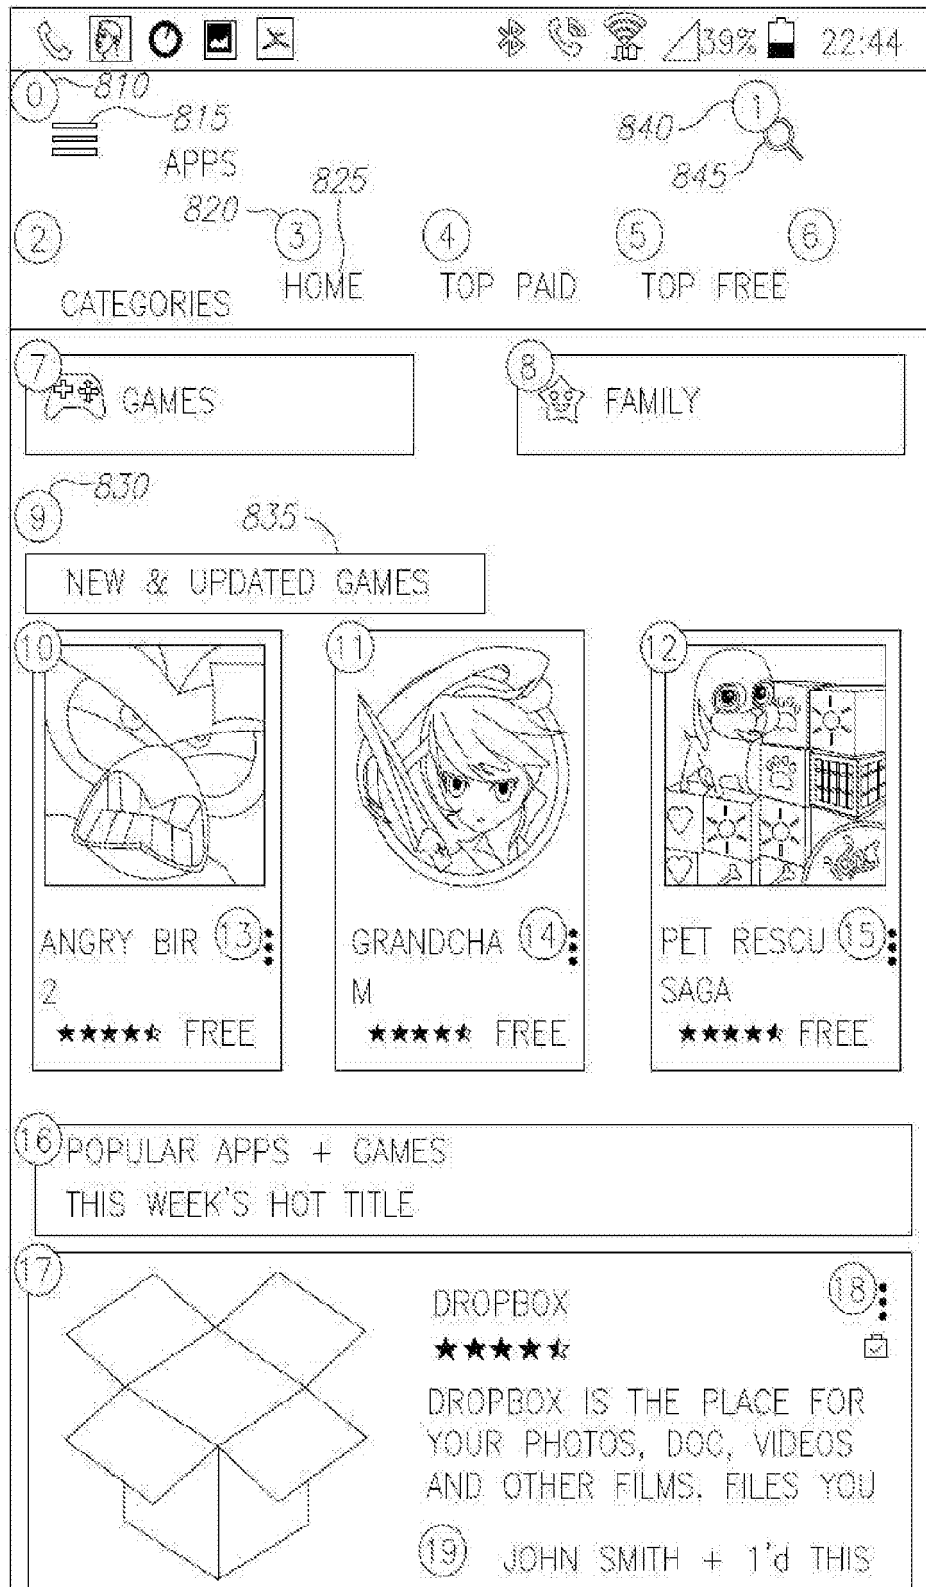 39% 22:44
0 810 1
815 840
APPS 845
825
820
2 3 4 5 6
HOME TOP PAID TOP FREE
CATEGORIES
7 8
GAMES FAMILY
830
9 835
NEW & UPDATED GAMES
10 11 12
ANGRY BIR 13 GRANDCHA 14 PET RESCU 15
2 M SAGA
FREE FREE FREE
16 POPULAR APPS + GAMES
THIS WEEK'S HOT TITLE
17
DROPBOX 18
DROPBOX IS THE PLACE FOR
YOUR PHOTOS, DOC, VIDEOS
AND OTHER FILMS. FILES YOU
19 JOHN SMITH + 1'd THIS